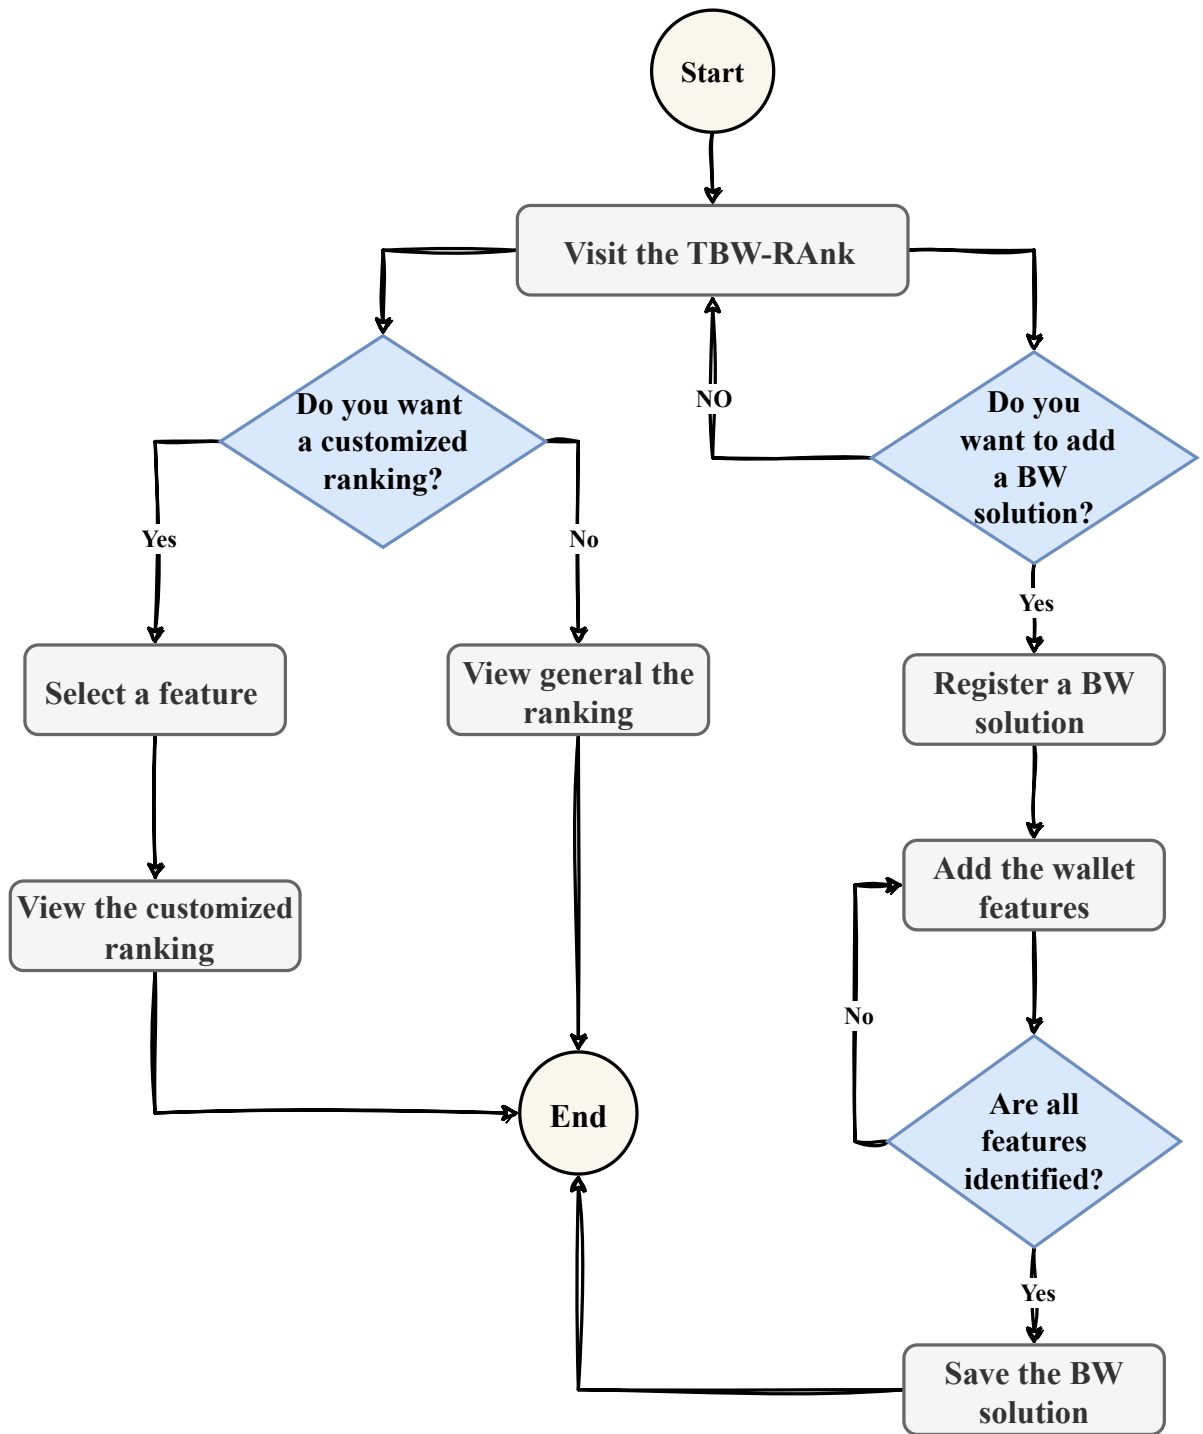 Start
Visit the TBW-RAnk
NO
Do you want
a customized
ranking?
Do you
want to add
a BW
solution?
Yes
No
Yes
Select a feature
View general the
ranking
Register a BW
solution
View the customized
ranking
Add the wallet
features
No
End
Are all
features
identified?
Yes
Save the BW
solution